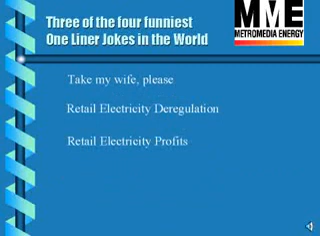 Three of the four funniest
One Liner Jokes in the World
MME
METROMEDIA ENERGY
Take my wife, please
Retail Electricity Deregulation
Retail Electricity Profits